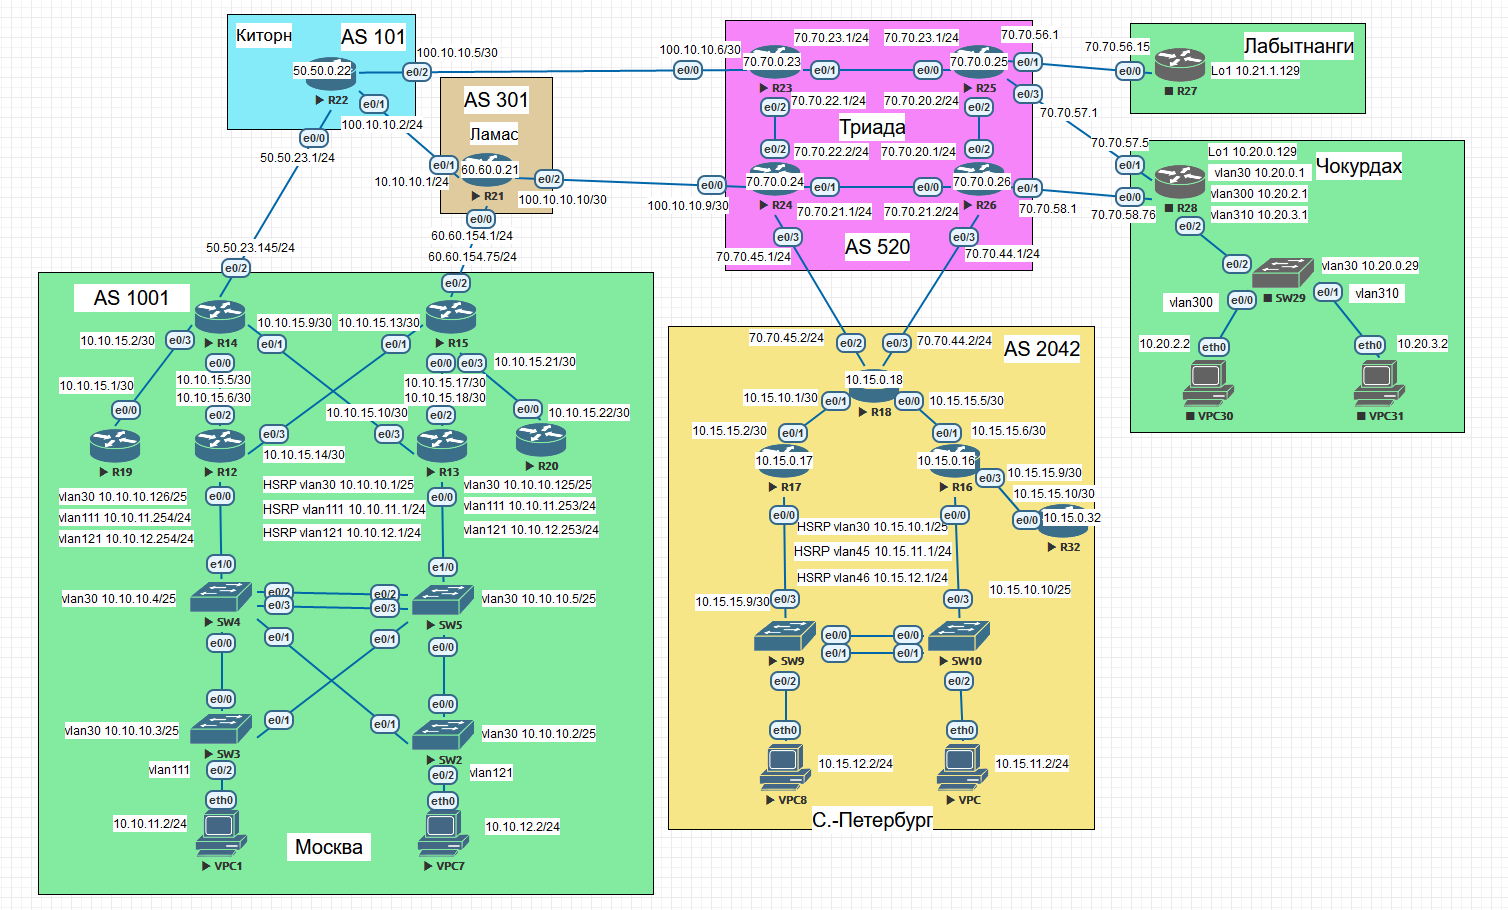 Киторн
AS 101
50.50.0.22
R22
e0/2
100.10.10.5/30
e0/1
100.10.10.2/24
e0/0
50.50.23.1/24
AS 301
Ламас
e0/1
60.60.0.21
10.10.10.1/24
R21
e0/2
100.10.10.10/30
e0/0
60.60.154.1/24
60.60.154.75/24
50.50.23.145/24
100.10.10.6/30
e0/0
70.70.23.1/24
70.70.23.1/24
70.70.56.1
70.70.0.23
R23
e0/1
e0/0
70.70.0.25
R25
e0/1
e0/3
e0/2
70.70.22.1/24
70.70.20.2/24
e0/2
70.70.57.1
Триада
e0/2
70.70.22.2/24
70.70.20.1/24
e0/2
e0/0
100.10.10.9/30
70.70.0.24
R24
e0/1
e0/0
70.70.0.26
R26
e0/1
70.70.58.1
70.70.21.1/24
70.70.21.2/24
e0/3
70.70.45.1/24
AS 520
e0/3
70.70.44.1/24
70.70.56.15
e0/0
Лабытнанги
Lo1 10.21.1.129
R27
70.70.57.5
e0/1
Lo1 10.20.0.129
Чокурдах
vlan30 10.20.0.1
e0/0
70.70.58.76
R28
vlan300 10.20.2.1
vlan310 10.20.3.1
e0/2
e0/2
vlan30 10.20.0.29
SW29
vlan300
e0/0
e0/1
vlan310
10.20.2.2
eth0
eth0
10.20.3.2
VPC30
VPC31
AS 1001
e0/2
e0/2
R14
R15
10.10.15.9/30
10.10.15.13/30
10.10.15.2/30
e0/3
e0/1
e0/1
e0/0
e0/0
e0/3
10.10.15.21/30
10.10.15.1/30
10.10.15.5/30
10.10.15.6/30
10.10.15.17/30
10.10.15.18/30
e0/0
e0/2
10.10.15.10/30
e0/2
e0/0
10.10.15.22/30
e0/3
e0/3
R19
R12
10.10.15.14/30
R13
R20
vlan30 10.10.10.126/25
vlan111 10.10.11.254/24
vlan121 10.10.12.254/24
e0/0
HSRP vlan30 10.10.10.1/25
HSRP vlan111 10.10.11.1/24
HSRP vlan121 10.10.12.1/24
e0/0
vlan30 10.10.10.125/25
vlan111 10.10.11.253/24
vlan121 10.10.12.253/24
e1/0
e1/0
vlan30 10.10.10.4/25
e0/2
e0/3
e0/2
e0/3
vlan30 10.10.10.5/25
SW4
SW5
e0/0
e0/1
e0/1
e0/0
e0/0
e0/0
vlan30 10.10.10.3/25
e0/1
e0/1
vlan30 10.10.10.2/25
SW3
SW2
vlan111
e0/2
e0/2
vlan121
eth0
eth0
10.10.11.2/24
10.10.12.2/24
VPC1
VPC7
Москва
70.70.45.2/24
e0/2
e0/3
70.70.44.2/24
AS 2042
10.15.0.18
R18
10.15.10.1/30
e0/1
e0/0
10.15.15.5/30
10.15.15.2/30
e0/1
e0/1
10.15.15.6/30
10.15.0.17
R17
10.15.0.16
R16
e0/3
10.15.15.9/30
10.15.15.10/30
e0/0
10.15.0.32
R32
e0/0
e0/0
HSRP vlan30 10.15.10.1/25
HSRP vlan45 10.15.11.1/24
HSRP vlan46 10.15.12.1/24
10.15.10.10/25
10.15.15.9/30
e0/3
e0/3
SW9
e0/0
e0/1
e0/0
e0/1
SW10
e0/2
e0/2
eth0
eth0
10.15.12.2/24
10.15.11.2/24
VPC8
VPC
С.-Петербург